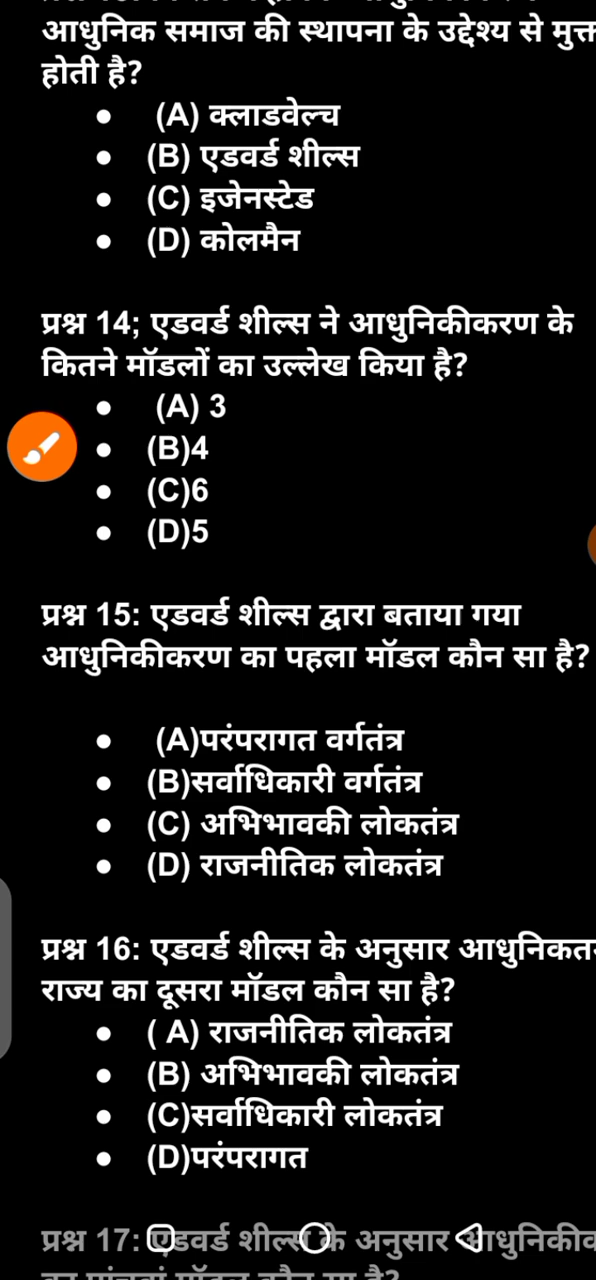 आधुनिक समाज की स्थापना के उद्देश्य से मुक्त
होती है?
(A) क्लाडवेल्च
(B) एडवर्ड शील्स
(C) इजेनस्टेड
(D) कोलमैन
प्रश्न 14; एडवर्ड शील्स ने आधुनिकीकरण के
कितने मॉडलों का उल्लेख किया है?
(A) 3
(B)4
(C)6
(D)5
प्रश्न 15: एडवर्ड शील्स द्वारा बताया गया
आधुनिकीकरण का पहला मॉडल कौन सा है?
(A)परंपरागत वर्गतंत्र
(B)सर्वाधिकारी वर्गतंत्र
(C) अभिभावकी लोकतंत्र
(D) राजनीतिक लोकतंत्र
प्रश्न 16: एडवर्ड शील्स के अनुसार
राज्य का दूसरा मॉडल कौन सा है?
( A) राजनीतिक लोकतंत्र
(B) अभिभावकी लोकतंत्र
(C)सर्वाधिकारी लोकतंत्र
(D)परंपरागत
प्रश्न 17: एडवर्ड शील्स के अनुसार